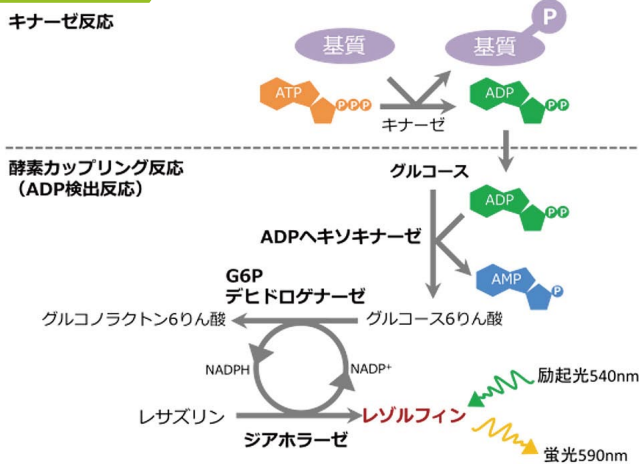 キナーゼ反応
基質
基質
P
ATP
PPP
キナーゼ
ADP
PP
酵素カップリング反応
（ADP検出反応）
グルコース
ADP
PP
ADPヘキソキナーゼ
AMP
P
G6P
デヒドロゲナーゼ
グルコノラクトン6りん酸
グルコース6りん酸
NADPH
NADP⁺
レサズリン
レゾルフィン
ジアホラーゼ
励起光540nm
蛍光590nm